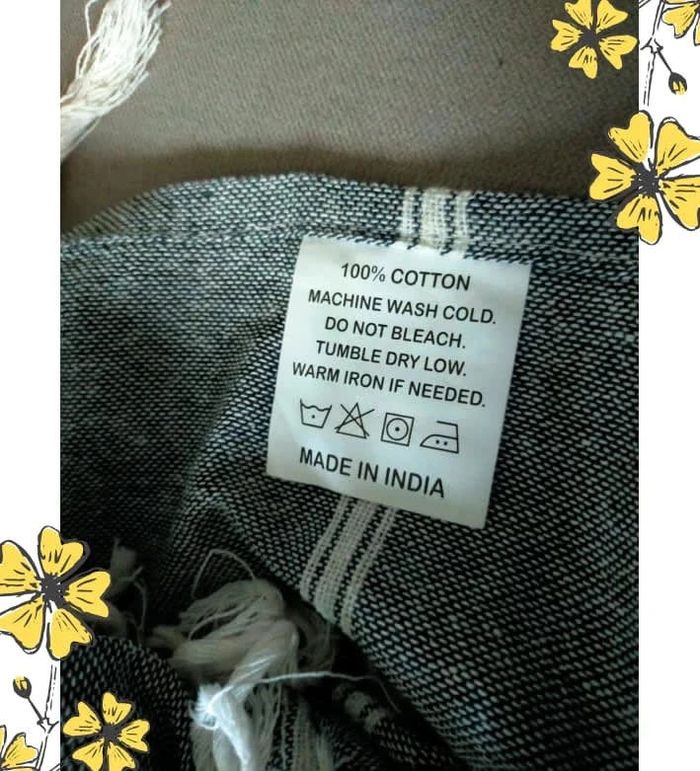 100% COTTON
MACHINE WASH COLD.
DO NOT BLEACH.
TUMBLE DRY LOW.
WARM IRON IF NEEDED.
MADE IN INDIA